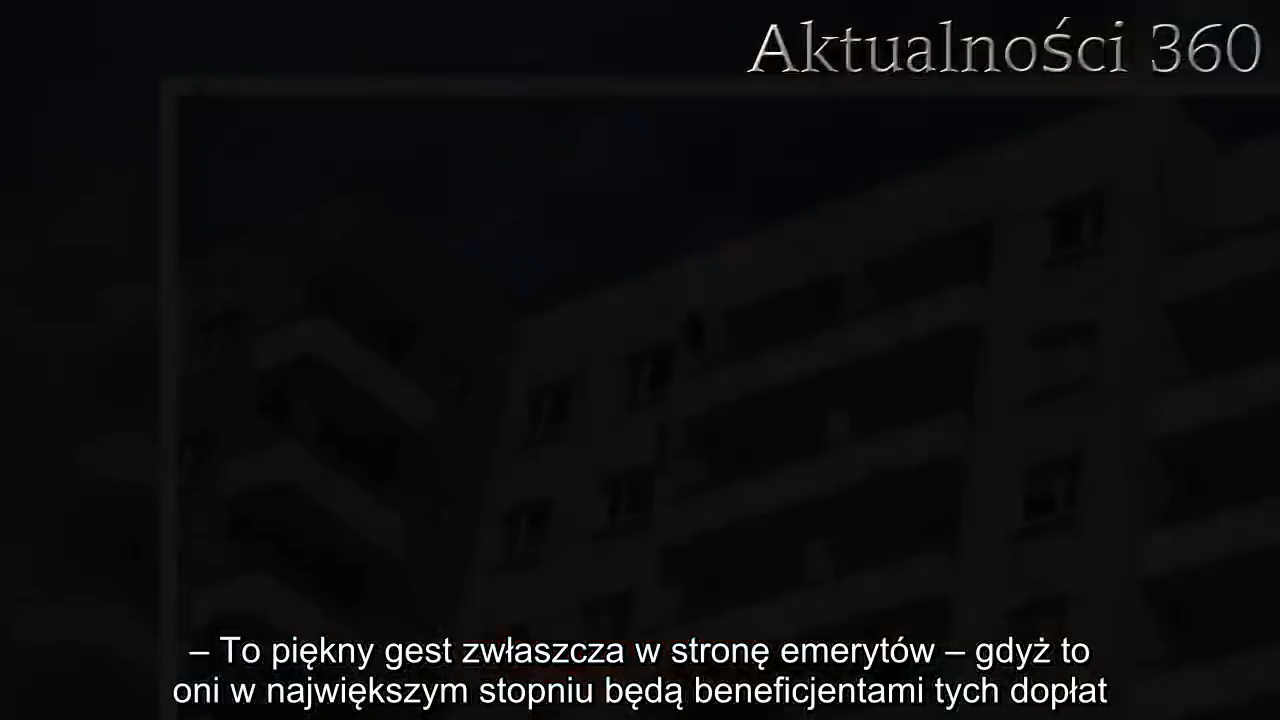 Aktualności 360
– To piękny gest zwłaszcza w stronę emerytów – gdyż to
oni w największym stopniu będą beneficjentami tych dopłat